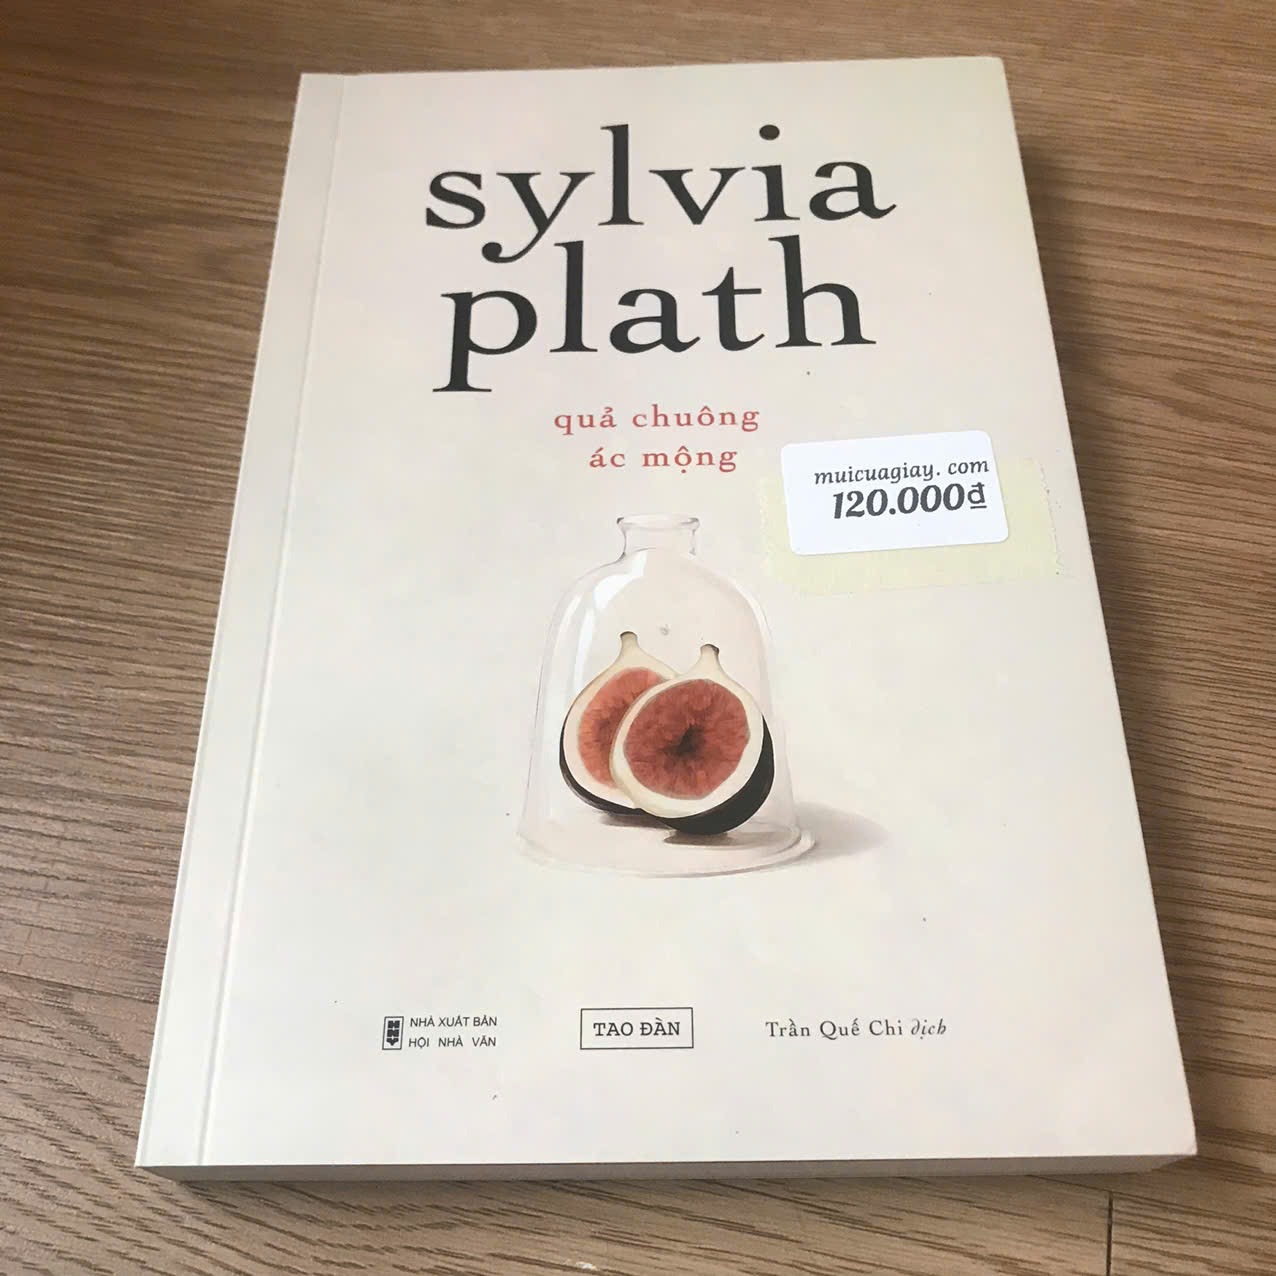 sylvia
plath
quả chuông
ác mộng
muicuagiay. com
120.000₫
NHÀ XUẤT BẢN
HỘI NHÀ VĂN
TAO ĐÀN
Trần Quế Chi dịch